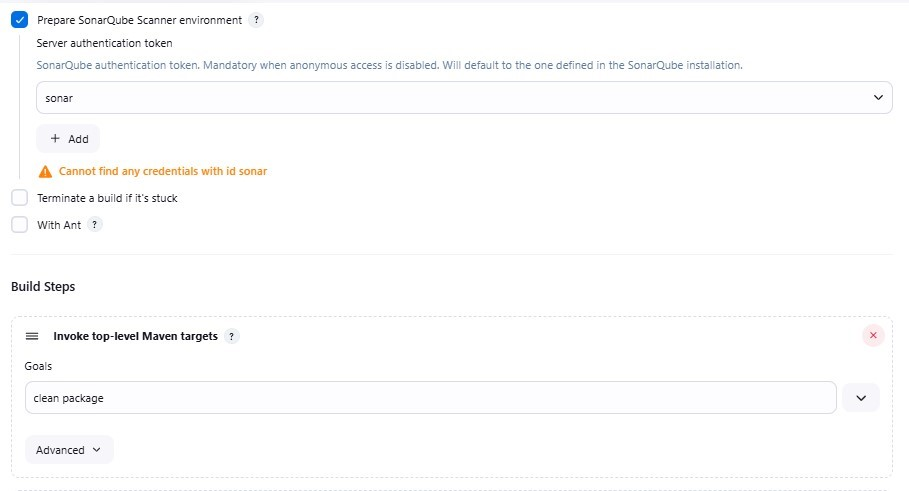 Prepare SonarQube Scanner environment ?
Server authentication token
SonarQube authentication token. Mandatory when anonymous access is disabled. Will default to the one defined in the SonarQube installation.
sonar
+ Add
Cannot find any credentials with id sonar
Terminate a build if it's stuck
With Ant ?
Build Steps
Invoke top-level Maven targets ?
Goals
clean package
Advanced